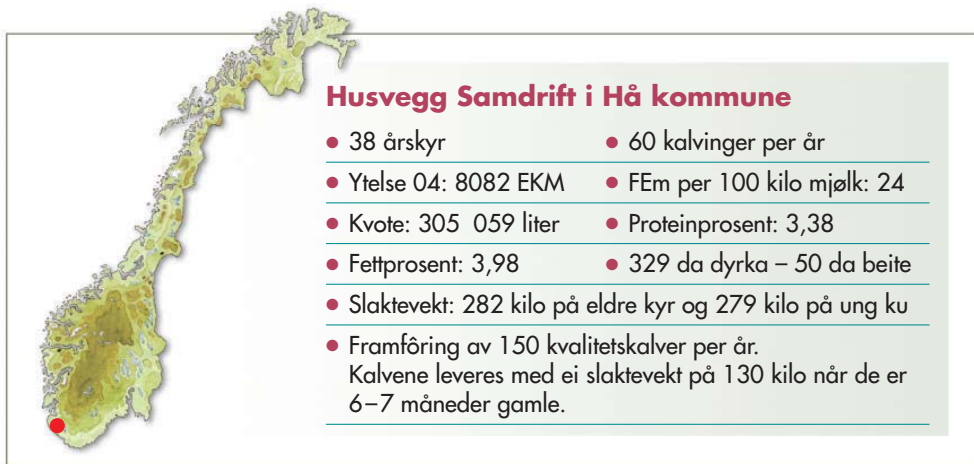 Husvegg Samdrift i Hå kommune
• 38 årskyr
• 60 kalvinger per år
• Ytelse 04: 8082 EKM
• FEm per 100 kilo mjølk: 24
• Kvote: 305 059 liter
• Proteinprosent: 3,38
• Fettprosent: 3,98
• 329 da dyrka – 50 da beite
• Slaktevekt: 282 kilo på eldre kyr og 279 kilo på ung ku
• Framfôring av 150 kvalitetskalver per år.
Kalvene leveres med ei slaktevekt på 130 kilo når de er
6–7 måneder gamle.